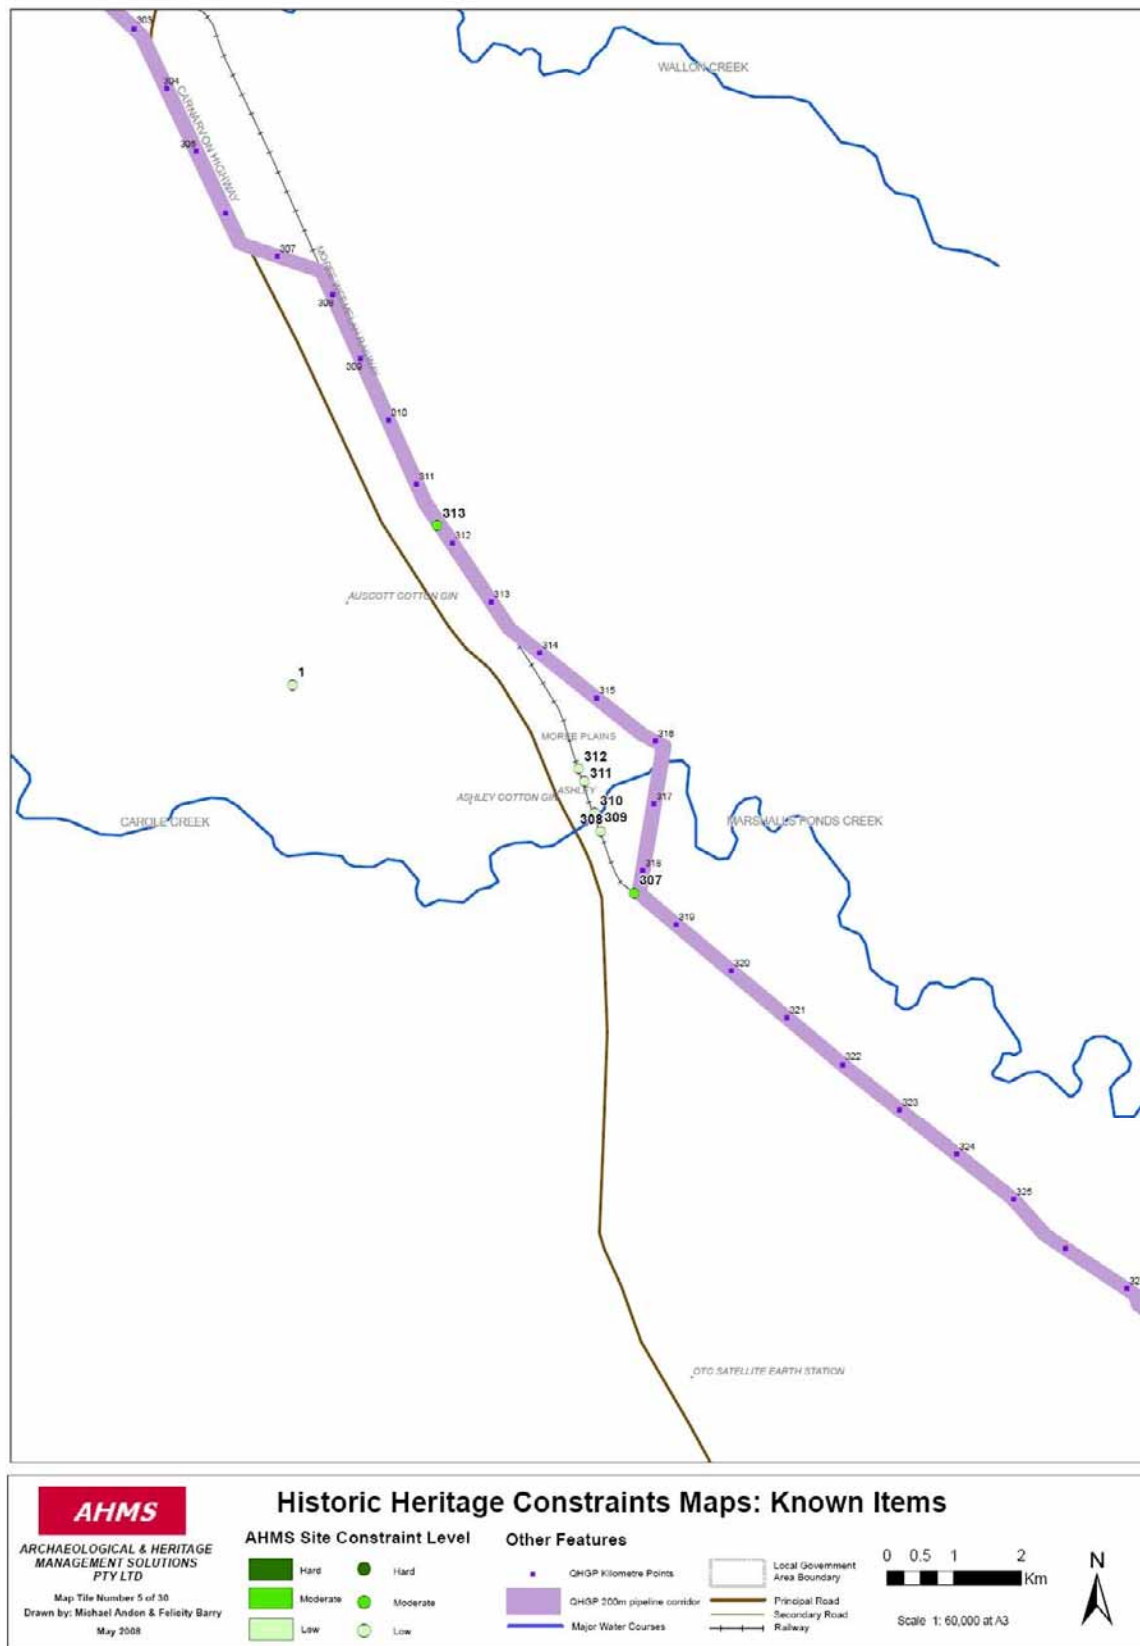 303
304
CARNARVON HIGHWAY
305
WALLON CREEK
307
308
309
310
311
313
312
313
AUSCOTT COTTON GIN
314
1
315
MOREE PLAINS
316
312
311
ASHLEY COTTON GIN
ASHLEY
310
317
308
309
CAROLE CREEK
MARSHALLS PONDS CREEK
318
307
319
320
321
322
323
324
325
OTC SATELLITE EARTH STATION
AHMS
ARCHAEOLOGICAL & HERITAGE
MANAGEMENT SOLUTIONS
PTY LTD
Map Tile Number 5 of 30
Drawn by: Michael Andon & Felicity Barry
May 2008
Historic Heritage Constraints Maps: Known Items
AHMS Site Constraint Level
Hard
Hard
Moderate
Moderate
Low
Low
Other Features
QHGP Kilometre Points
QHGP 200m pipeline corridor
Major Water Courses
Local Government
Area Boundary
Principal Road
Secondary Road
Railway
0 0.5 1 2
Km
Scale 1: 60,000 at A3
N